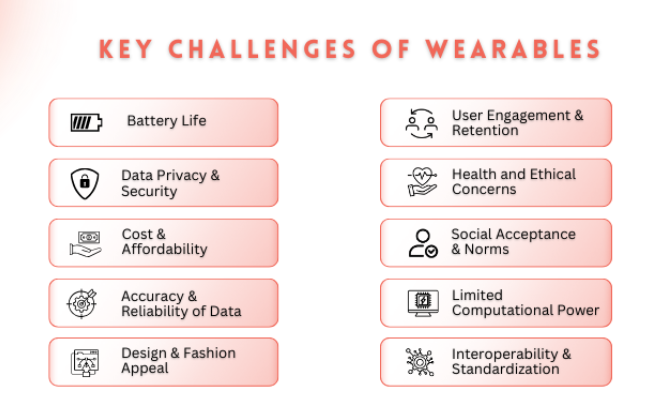 KEY CHALLENGES OF WEARABLES
Battery Life
Data Privacy &
Security
Cost &
Affordability
Accuracy &
Reliability of Data
Design & Fashion
Appeal
User Engagement &
Retention
Health and Ethical
Concerns
Social Acceptance
& Norms
Limited
Computational Power
Interoperability &
Standardization